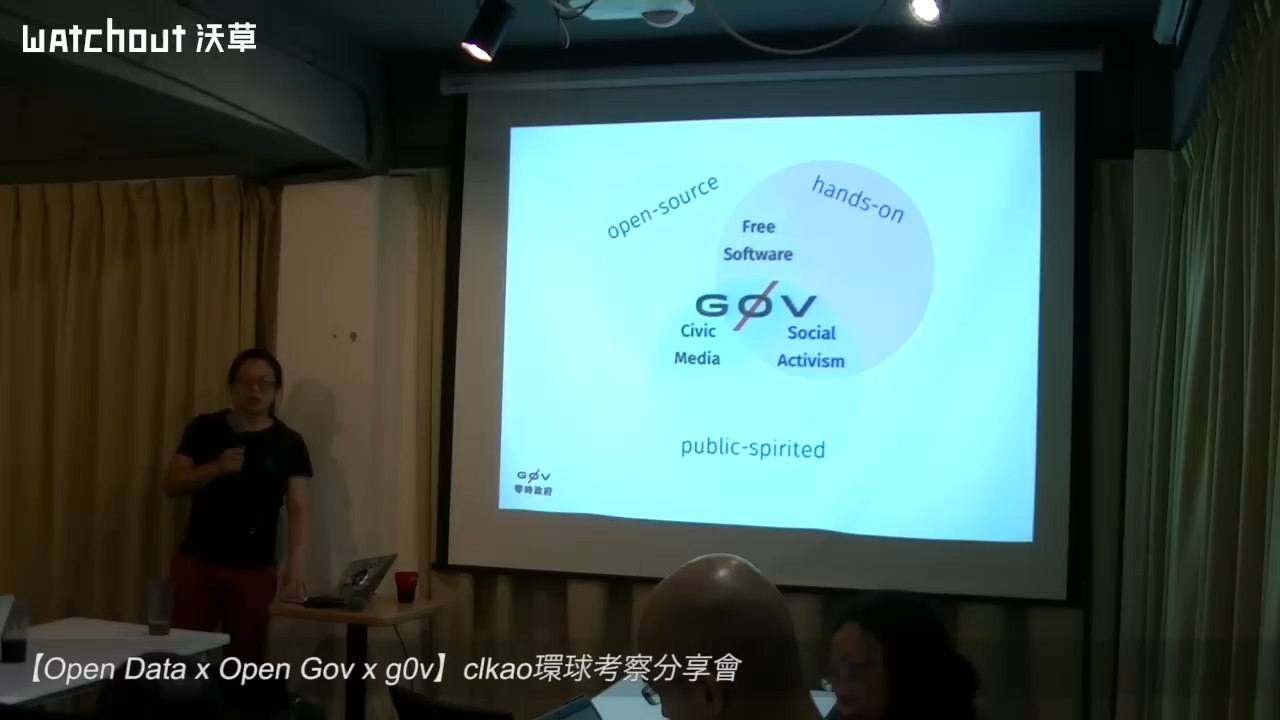 watchout 沃草
open-source
hands-on
Free
Software
GØV
Civic
Media
Social
Activism
public-spirited
GØV
零時政府
【Open Data x Open Gov x g0v】clkao環球考察分享會